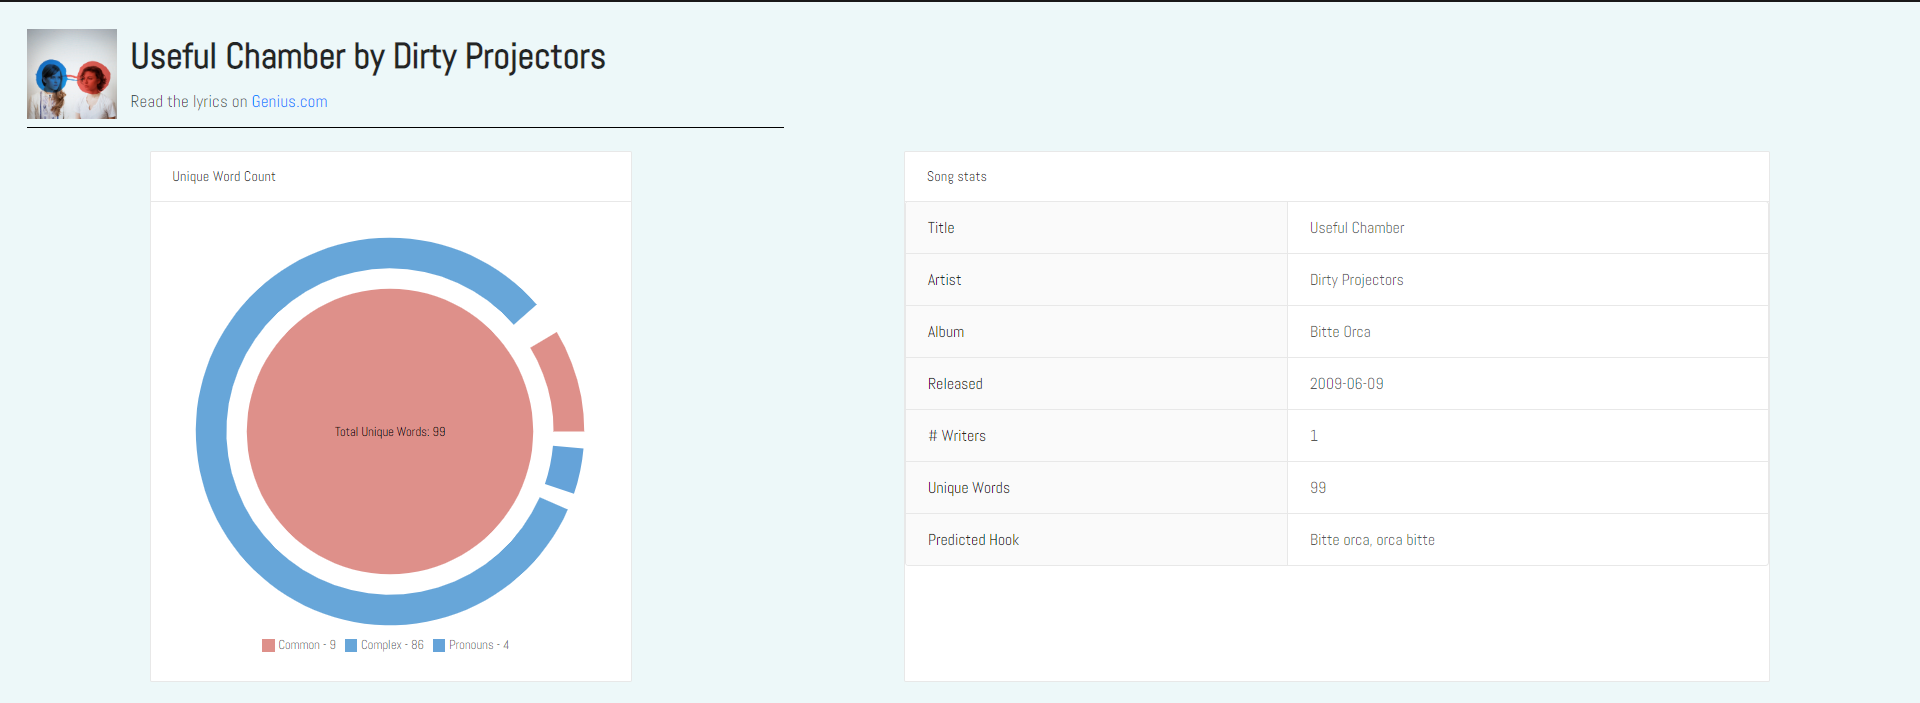 Useful Chamber by Dirty Projectors
Read the lyrics on Genius.com
Unique Word Count
Total Unique Words: 99
Common - 9 Complex - 86 Pronouns - 4
Song stats
Title Useful Chamber
Artist Dirty Projectors
Album Bitte Orca
Released 2009-06-09
# Writers 1
Unique Words 99
Predicted Hook Bitte orca, orca bitte